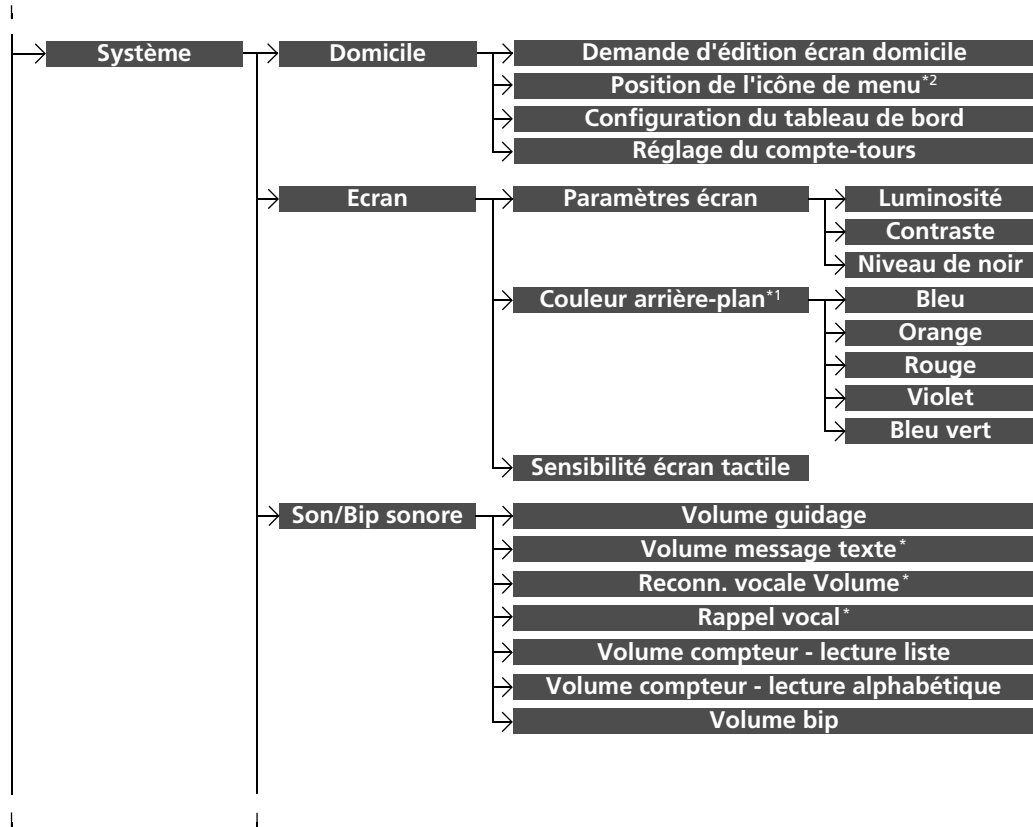 Système
Domicile
Demande d'édition écran domicile
Position de l'icône de menu*2
Configuration du tableau de bord
Réglage du compte-tours
Ecran
Paramètres écran
Luminosité
Contraste
Niveau de noir
Couleur arrière-plan*1
Bleu
Orange
Rouge
Violet
Bleu vert
Sensibilité écran tactile
Son/Bip sonore
Volume guidage
Volume message texte*
Reconn. vocale Volume*
Rappel vocal*
Volume compteur - lecture liste
Volume compteur - lecture alphabétique
Volume bip